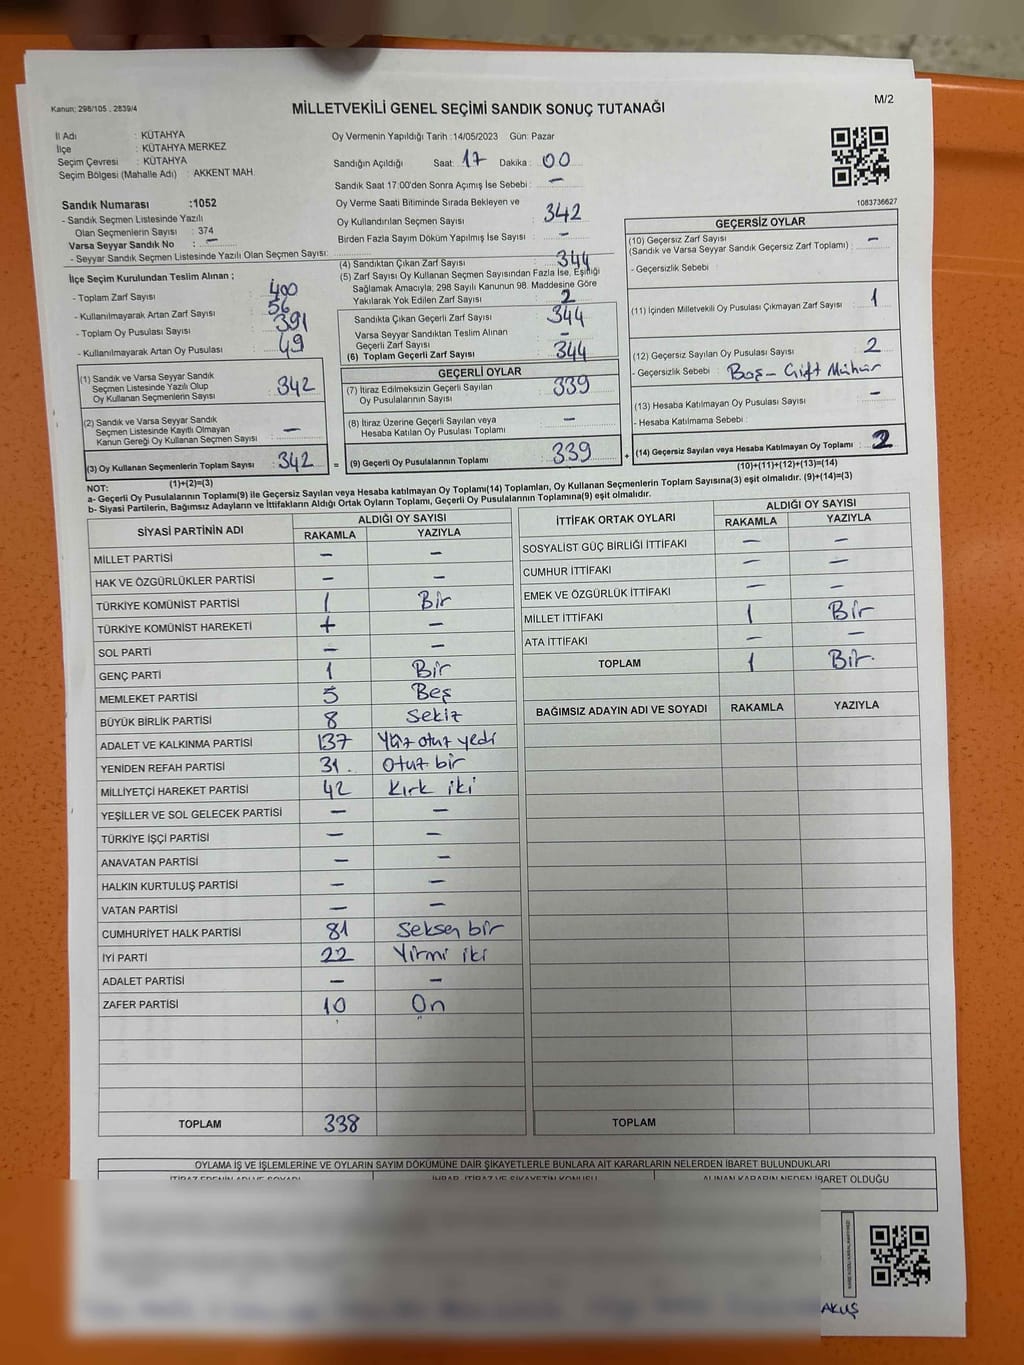 Kanun: 298/105 , 2839/4
MİLLETVEKİLİ GENEL SEÇİMİ SANDIK SONUÇ TUTANAĞI
M/2
İl Adı : KÜTAHYA
İlçe : KÜTAHYA MERKEZ
Seçim Çevresi : KÜTAHYA
Seçim Bölgesi (Mahalle Adı) : AKKENT MAH.
Oy Vermenin Yapıldığı Tarih :14/05/2023 Gün: Pazar
Sandığın Açıldığı Saat: 17 Dakika : 00
Sandık Saat 17:00'den Sonra Açımış İse Sebebi : –
Oy Verme Saati Bitiminde Sırada Bekleyen ve
Oy Kullandırılan Seçmen Sayısı : 342
Birden Fazla Sayım Döküm Yapılmış İse Sayısı : –
1083736627
Sandık Numarası :1052
- Sandık Seçmen Listesinde Yazılı
Olan Seçmenlerin Sayısı : 374
Varsa Seyyar Sandık No : –
- Seyyar Sandık Seçmen Listesinde Yazılı Olan Seçmen Sayısı:
İlçe Seçim Kurulundan Teslim Alınan ;
- Toplam Zarf Sayısı : 400
- Kullanılmayarak Artan Zarf Sayısı : 56
- Toplam Oy Pusulası Sayısı : 391
- Kullanılmayarak Artan Oy Pusulası : 49
(1) Sandık ve Varsa Seyyar Sandık
Seçmen Listesinde Yazılı Olup
Oy Kullanan Seçmenlerin Sayısı : 342
(2) Sandık ve Varsa Seyyar Sandık
Seçmen Listesinde Kayıtlı Olmayan
Kanun Gereği Oy Kullanan Seçmen Sayısı : –
(3) Oy Kullanan Seçmenlerin Toplam Sayısı : 342
(1)+(2)=(3)
(4) Sandıktan Çıkan Zarf Sayısı : 344
(5) Zarf Sayısı Oy Kullanan Seçmen Sayısından Fazla İse, Eşitliği
Sağlamak Amacıyla, 298 Sayılı Kanunun 98. Maddesine Göre
Yakılarak Yok Edilen Zarf Sayısı : 2
Sandıkta Çıkan Geçerli Zarf Sayısı : 344
Varsa Seyyar Sandıktan Teslim Alınan
Geçerli Zarf Sayısı : –
(6) Toplam Geçerli Zarf Sayısı : 344
GEÇERLİ OYLAR
(7) İtiraz Edilmeksizin Geçerli Sayılan
Oy Pusulalarının Sayısı : 339
(8) İtiraz Üzerine Geçerli Sayılan veya
Hesaba Katılan Oy Pusulası Toplamı : –
= (9) Geçerli Oy Pusulalarının Toplamı : 339
GEÇERSİZ OYLAR
(10) Geçersiz Zarf Sayısı
(Sandık ve Varsa Seyyar Sandık Geçersiz Zarf Toplamı) : –
- Geçersizlik Sebebi :
(11) İçinden Milletvekili Oy Pusulası Çıkmayan Zarf Sayısı : 1
(12) Geçersiz Sayılan Oy Pusulası Sayısı : 2
- Geçersizlik Sebebi : Boş – Çift Mühür
(13) Hesaba Katılmayan Oy Pusulası Sayısı : –
- Hesaba Katılmama Sebebi :
+ (14) Geçersiz Sayılan veya Hesaba Katılmayan Oy Toplamı :
(10)+(11)+(12)+(13)=(14)
NOT:
a- Geçerli Oy Pusulalarının Toplamı(9) ile Geçersiz Sayılan veya Hesaba katılmayan Oy Toplamı(14) Toplamları, Oy Kullanan Seçmenlerin Toplam Sayısına(3) eşit olmalıdır. (9)+(14)=(3)
b- Siyasi Partilerin, Bağımsız Adayların ve İttifakların Aldığı Ortak Oyların Toplamı, Geçerli Oy Pusulalarının Toplamına(9) eşit olmalıdır.
SİYASİ PARTİNİN ADI ALDIĞI OY SAYISI
RAKAMLA YAZIYLA
MİLLET PARTİSİ – –
HAK VE ÖZGÜRLÜKLER PARTİSİ – –
TÜRKİYE KOMÜNİST PARTİSİ 1 Bir
TÜRKİYE KOMÜNİST HAREKETİ + –
SOL PARTİ – –
GENÇ PARTİ 1 Bir
MEMLEKET PARTİSİ 5 Beş
BÜYÜK BİRLİK PARTİSİ 8 Sekiz
ADALET VE KALKINMA PARTİSİ 137 Yüz otuz yedi
YENİDEN REFAH PARTİSİ 31. Otuz bir
MİLLİYETÇİ HAREKET PARTİSİ 42 Kırk iki
YEŞİLLER VE SOL GELECEK PARTİSİ – –
TÜRKİYE İŞÇİ PARTİSİ – –
ANAVATAN PARTİSİ – –
HALKIN KURTULUŞ PARTİSİ – –
VATAN PARTİSİ – –
CUMHURİYET HALK PARTİSİ 81 Seksen bir
İYİ PARTİ 22 Yirmi iki
ADALET PARTİSİ – –
ZAFER PARTİSİ 10 On
TOPLAM 338
İTTİFAK ORTAK OYLARI ALDIĞI OY SAYISI
RAKAMLA YAZIYLA
SOSYALİST GÜÇ BİRLİĞİ İTTİFAKI – –
CUMHUR İTTİFAKI – –
EMEK VE ÖZGÜRLÜK İTTİFAKI – –
MİLLET İTTİFAKI 1 Bir
ATA İTTİFAKI – –
TOPLAM 1 Bir.
BAĞIMSIZ ADAYIN ADI VE SOYADI RAKAMLA YAZIYLA
TOPLAM
OYLAMA İŞ VE İŞLEMLERİNE VE OYLARIN SAYIM DÖKÜMÜNE DAİR ŞİKAYETLERLE BUNLARA AİT KARARLARIN NELERDEN İBARET BULUNDUKLARI
İTİRAZ EDENİN ADI VE SOYADI İHBAR, İTİRAZ VE ŞİKAYETİN KONUSU ALINAN KARARIN NEDEN İBARET OLDUĞU
AKUŞ